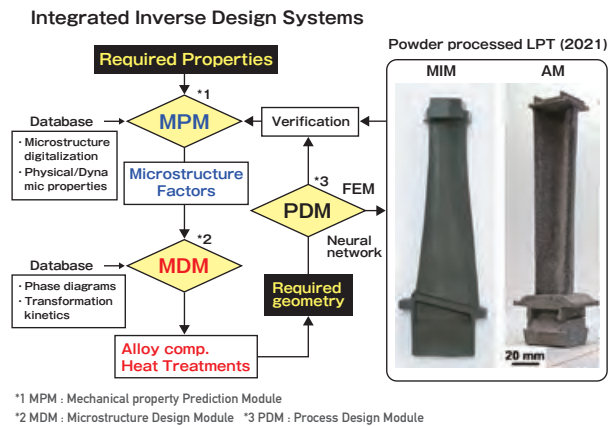 Integrated Inverse Design Systems
Powder processed LPT (2021)
Required Properties
MIM
AM
*1
Database
MPM
Verification
・Microstructure
digitalization
・Physical/Dyna
mic properties
Microstructure
Factors
*3
FEM
PDM
*2
Neural
network
Database
MDM
・Phase diagrams
・Transformation
kinetics
Required
geometry
Alloy comp.
Heat Treatments
20 mm
*1 MPM : Mechanical property Prediction Module
*2 MDM : Microstructure Design Module *3 PDM : Process Design Module